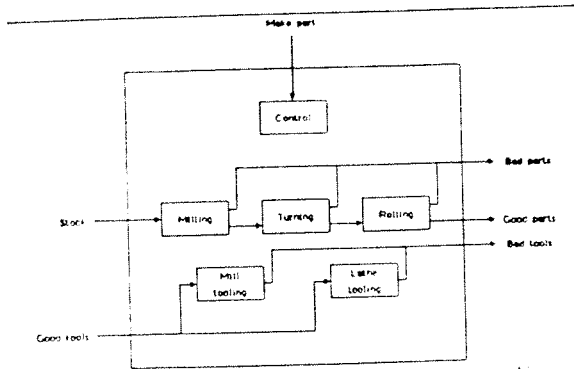 Make part
Control
Bad parts
Stock
Milling
Turning
Rolling
Good parts
Bad tools
Mill
tooling
Lathe
tooling
Good tools